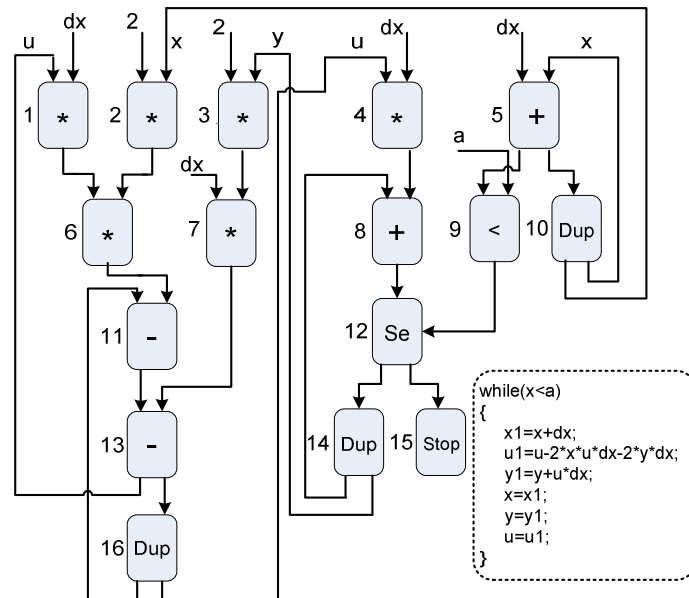 u dx 2 x 2 y u dx dx x
1 * 2 * 3 * 4 * 5 +
a
dx
6 * 7 * 8 + 9 < 10 Dup
11 -
12 Se
13 -
14 Dup 15 Stop
16 Dup
while(x<a)
{
x1=x+dx;
u1=u-2*x*u*dx-2*y*dx;
y1=y+u*dx;
x=x1;
y=y1;
u=u1;
}